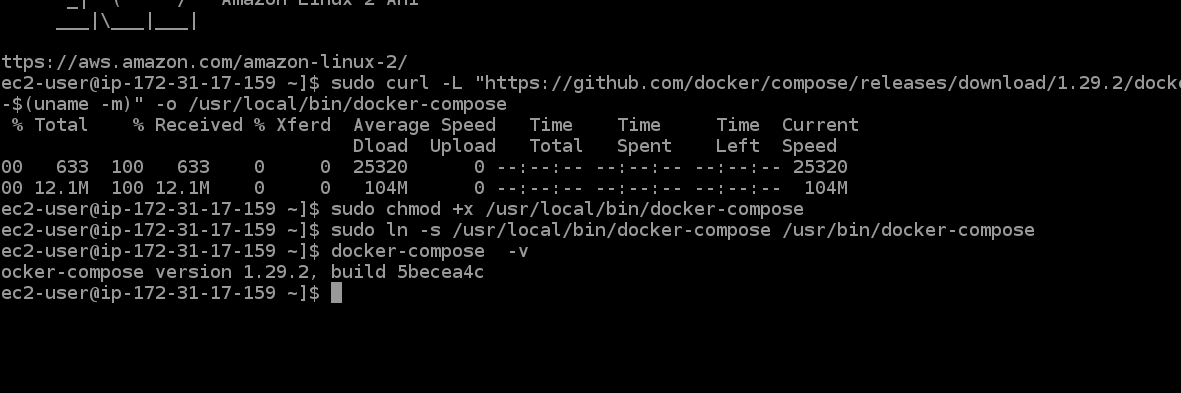 _|  (     /   Amazon Linux 2 AMI
___|\___|___|
ttps://aws.amazon.com/amazon-linux-2/
ec2-user@ip-172-31-17-159 ~]$ sudo curl -L "https://github.com/docker/compose/releases/download/1.29.2/docke
-$(uname -m)" -o /usr/local/bin/docker-compose
% Total    % Received % Xferd  Average Speed   Time    Time     Time  Current
Dload  Upload   Total   Spent    Left  Speed
00   633  100   633    0     0  25320      0 --:--:-- --:--:-- --:--:-- 25320
00 12.1M  100 12.1M    0     0   104M      0 --:--:-- --:--:-- --:--:--  104M
ec2-user@ip-172-31-17-159 ~]$ sudo chmod +x /usr/local/bin/docker-compose
ec2-user@ip-172-31-17-159 ~]$ sudo ln -s /usr/local/bin/docker-compose /usr/bin/docker-compose
ec2-user@ip-172-31-17-159 ~]$ docker-compose  -v
ocker-compose version 1.29.2, build 5becea4c
ec2-user@ip-172-31-17-159 ~]$